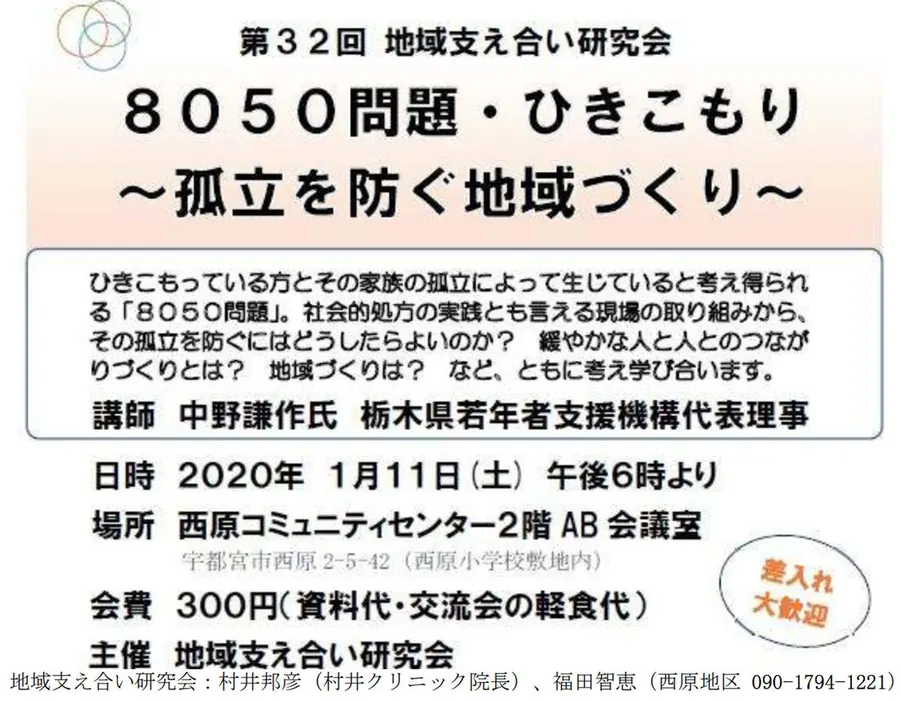 第３２回 地域支え合い研究会
８０５０問題・ひきこもり
～孤立を防ぐ地域づくり～
ひきこもっている方とその家族の孤立によって生じていると考え得られ
る「８０５０問題」。社会的処方の実践とも言える現場の取り組みから、
その孤立を防ぐにはどうしたらよいのか？　緩やかな人と人とのつなが
りづくりとは？　地域づくりは？　など、ともに考え学び合います。
講師　中野謙作氏　栃木県若年者支援機構代表理事
日時　２０２０年　１月１１日（土）　午後６時より
場所　西原コミュニティセンター２階 AB 会議室
宇都宮市西原 2-5-42（西原小学校敷地内）
会費　３００円（資料代・交流会の軽食代）
差入れ
大歓迎
主催　地域支え合い研究会
地域支え合い研究会：村井邦彦（村井クリニック院長）、福田智恵（西原地区 090-1794-1221）